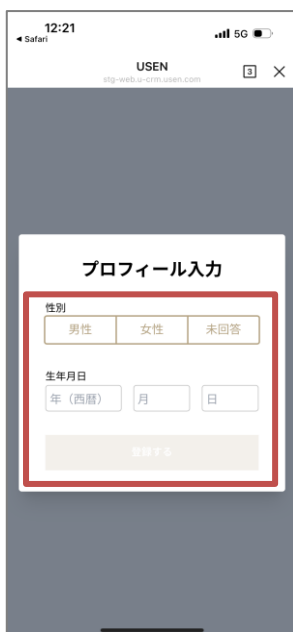 12:21
5G
◀ Safari
USEN
3
stg-web.u-crm.usen.com
プロフィール入力
性別
男性 女性 未回答
生年月日
年（西暦） 月 日
登録する